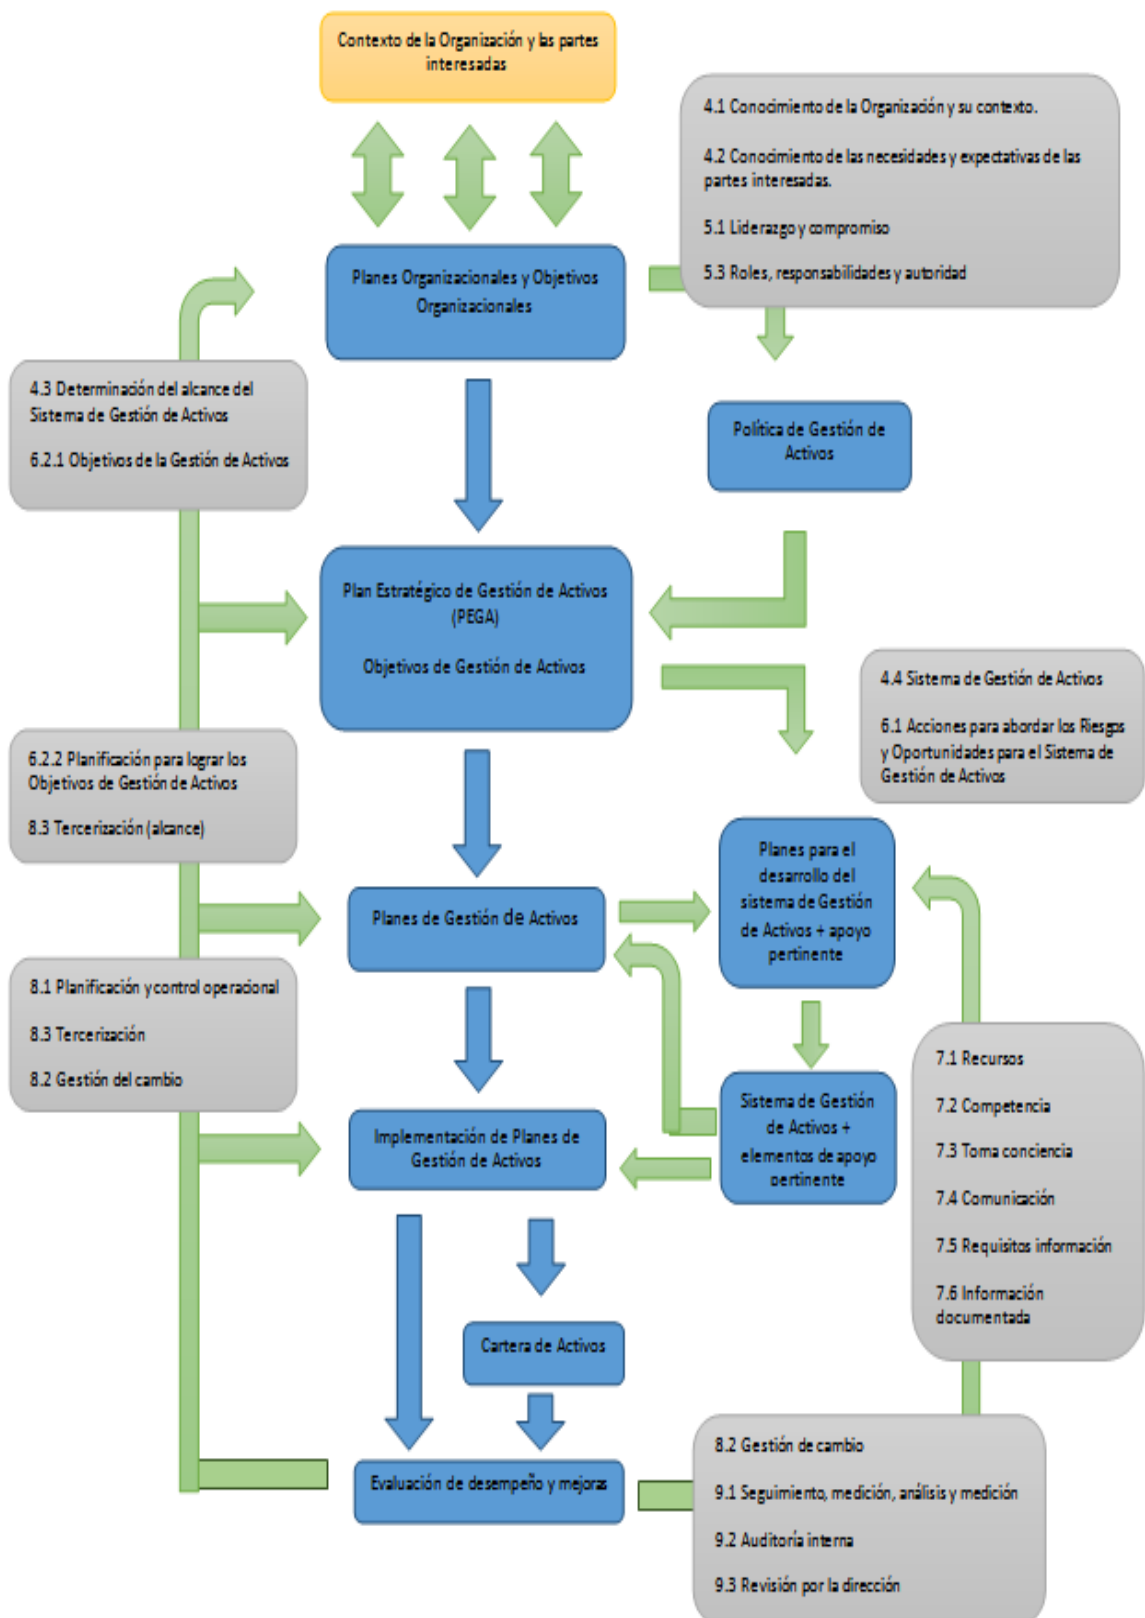 Contexto de la Organización y las partes
interesadas
4.1 Conocimiento de la Organización y su contexto.
4.2 Conocimiento de las necesidades y expectativas de las
partes interesadas.
5.1 Liderazgo y compromiso
5.3 Roles, responsabilidades y autoridad
Planes Organizacionales y Objetivos
Organizacionales
4.3 Determinación del alcance del
Sistema de Gestión de Activos
6.2.1 Objetivos de la Gestión de Activos
Política de Gestión de
Activos
Plan Estratégico de Gestión de Activos
(PEGA)
Objetivos de Gestión de Activos
4.4 Sistema de Gestión de Activos
6.1 Acciones para abordar los Riesgos
y Oportunidades para el Sistema de
Gestión de Activos
6.2.2 Planificación para lograr los
Objetivos de Gestión de Activos
8.3 Tercerización (alcance)
Planes para el
desarrollo del
sistema de Gestión
de Activos + apoyo
pertinente
Planes de Gestión de Activos
8.1 Planificación y control operacional
8.3 Tercerización
8.2 Gestión del cambio
7.1 Recursos
7.2 Competencia
7.3 Toma conciencia
7.4 Comunicación
7.5 Requisitos información
7.6 Información
documentada
Sistema de Gestión
de Activos +
elementos de apoyo
pertinente
Implementación de Planes de
Gestión de Activos
Cartera de Activos
Evaluación de desempeño y mejoras
8.2 Gestión de cambio
9.1 Seguimiento, medición, análisis y medición
9.2 Auditoría interna
9.3 Revisión por la dirección